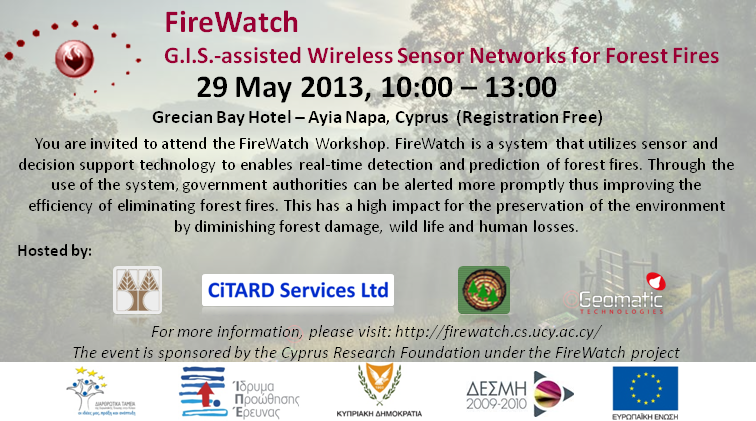 FireWatch
G.I.S.-assisted Wireless Sensor Networks for Forest Fires
29 May 2013, 10:00 – 13:00
Grecian Bay Hotel – Ayia Napa, Cyprus (Registration Free)
You are invited to attend the FireWatch Workshop. FireWatch is a system that utilizes sensor and
decision support technology to enables real-time detection and prediction of forest fires. Through the
use of the system, government authorities can be alerted more promptly thus improving the
efficiency of eliminating forest fires. This has a high impact for the preservation of the environment
by diminishing forest damage, wild life and human losses.
Hosted by:
CiTARD Services Ltd
Geomatic
TECHNOLOGIES
For more information, please visit: http://firewatch.cs.ucy.ac.cy/
The event is sponsored by the Cyprus Research Foundation under the FireWatch project
ΔΙΑΡΘΡΩΤΙΚΑ ΤΑΜΕΙΑ
Ίδρυμα
Προώθησης
Έρευνας
ΚΥΠΡΙΑΚΗ ΔΗΜΟΚΡΑΤΙΑ
ΔΕΣΜΗ
2009-2010
ΕΥΡΩΠΑΪΚΗ ΕΝΩΣΗ